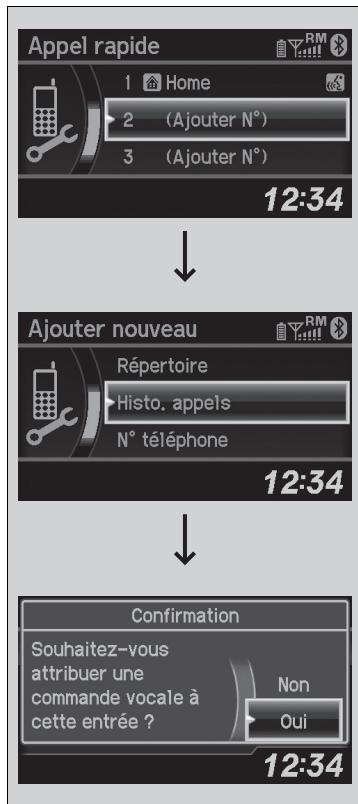 Appel rapide RM
1 Home
2 (Ajouter N°)
3 (Ajouter N°)
12:34
Ajouter nouveau RM
Répertoire
Histo. appels
N° téléphone
12:34
Confirmation
Souhaitez-vous
attribuer une
commande vocale à
cette entrée ?
Non
Oui
12:34